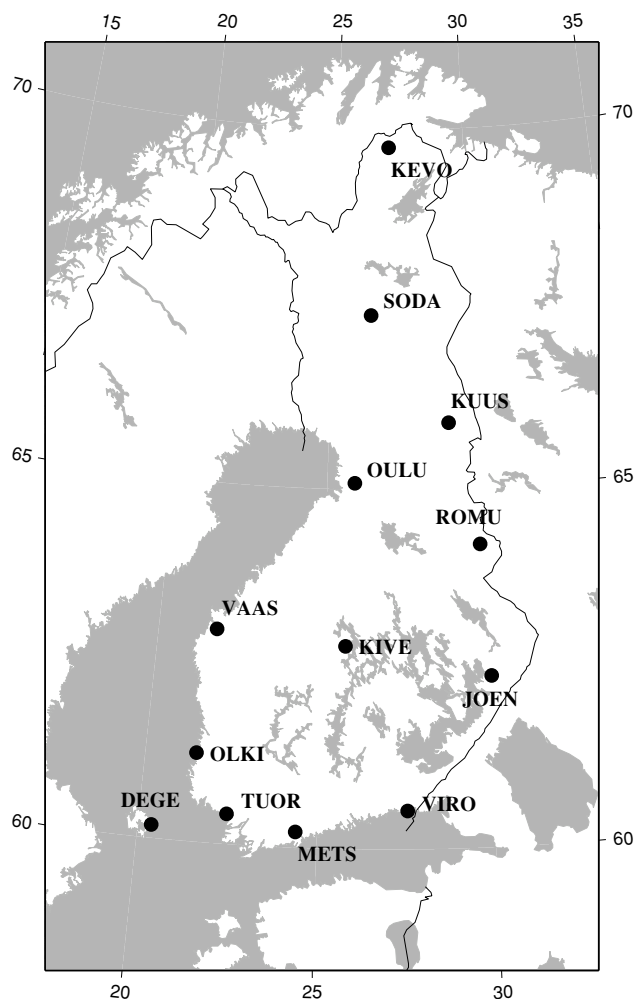 15 20 25 30 35
70
70
KEVO
SODA
KUUS
65
OULU
65
ROMU
VAAS
KIVE
JOEN
OLKI
DEGE
TUOR
VIRO
60
60
METS
20 25 30